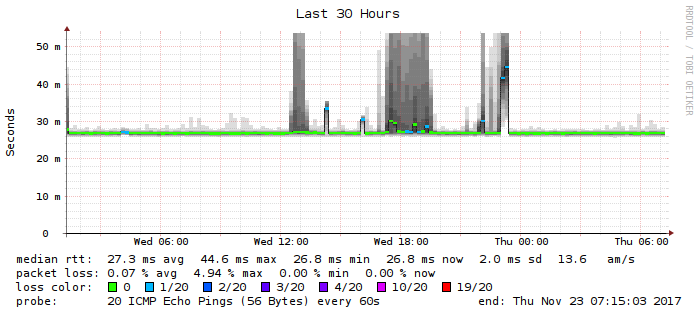 Last 30 Hours
RRDTOOL / TOBI OETIKER
Seconds
50 m
40 m
30 m
20 m
10 m
0
Wed 06:00 Wed 12:00 Wed 18:00 Thu 00:00 Thu 06:00
median rtt: 27.3 ms avg 44.6 ms max 26.8 ms min 26.8 ms now 2.0 ms sd 13.6 am/s
packet loss: 0.07 % avg 4.94 % max 0.00 % min 0.00 % now
loss color: 0 1/20 2/20 3/20 4/20 10/20 19/20
probe: 20 ICMP Echo Pings (56 Bytes) every 60s end: Thu Nov 23 07:15:03 2017